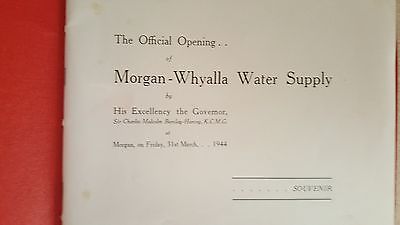 The Official Opening . .
of
Morgan-Whyalla Water Supply
by
His Excellency the Governor,
Sir Charles Malcolm Barclay-Harvey, K.C.M.G.
at
Morgan, on Friday, 31st March, . . 1944
. . . . . . . SOUVENIR